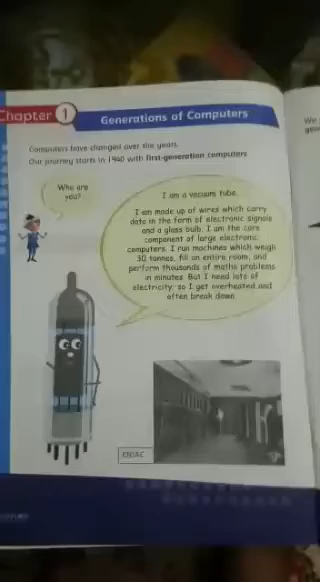 Chapter 1
Generations of Computers
Computers have changed over the years.
Our journey starts in 1940 with first-generation computers
Who are
you?
I am a vacuum tube.
I am made up of wires which carry
data in the form of electronic signals
and a glass bulb. I am the core
component of large electronic
computers. I run machines which weigh
30 tonnes, fill an entire room, and
perform thousands of maths problems
in minutes. But I need lots of
electricity, so I get overheated and
often break down.
ENIAC
We